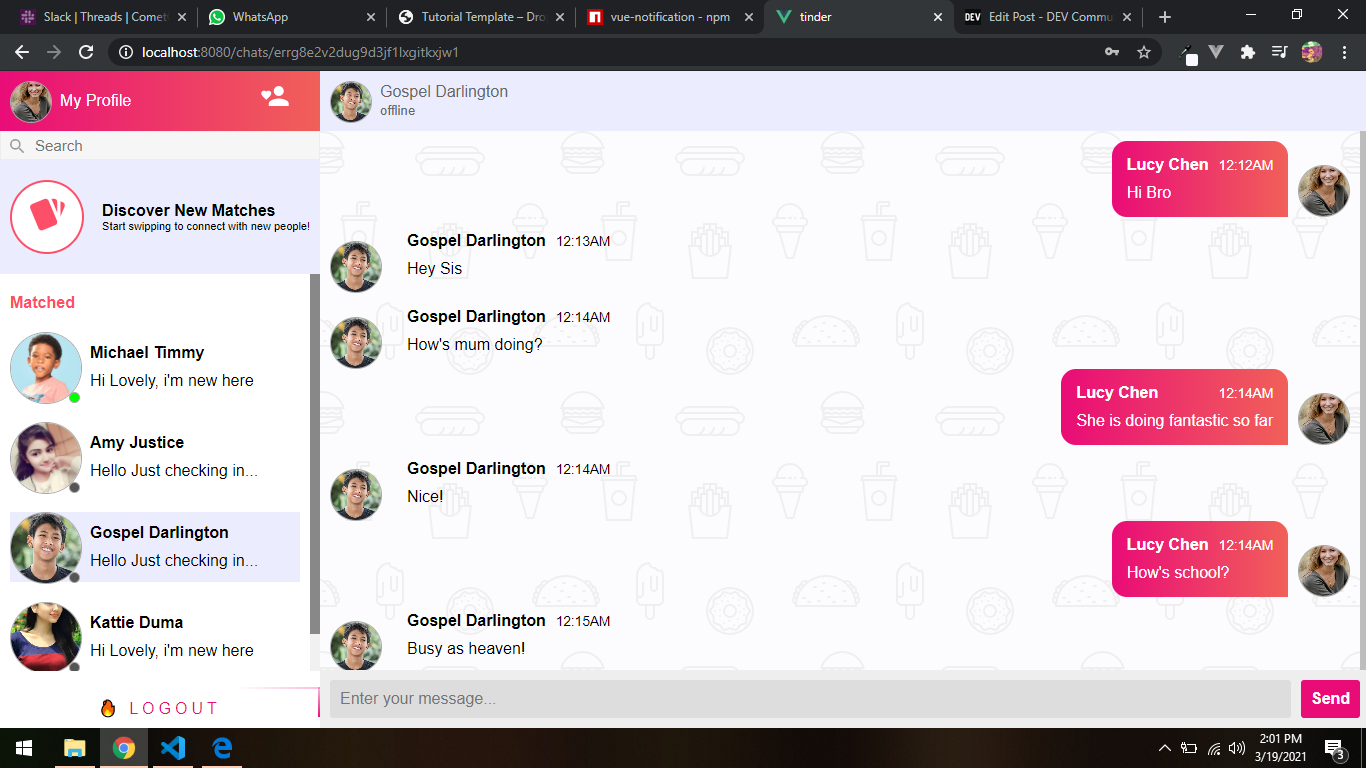 Slack | Threads | Cometh
WhatsApp
Tutorial Template – Dro
vue-notification - npm
tinder
DEV
Edit Post - DEV Commu
localhost:8080/chats/errg8e2v2dug9d3jf1lxgitkxjw1
My Profile
Search
Discover New Matches
Start swipping to connect with new people!
Matched
Michael Timmy
Hi Lovely, i'm new here
Amy Justice
Hello Just checking in...
Gospel Darlington
Hello Just checking in...
Kattie Duma
Hi Lovely, i'm new here
LOGOUT
Gospel Darlington
offline
Lucy Chen 12:12AM
Hi Bro
Gospel Darlington 12:13AM
Hey Sis
Gospel Darlington 12:14AM
How's mum doing?
Lucy Chen 12:14AM
She is doing fantastic so far
Gospel Darlington 12:14AM
Nice!
Lucy Chen 12:14AM
How's school?
Gospel Darlington 12:15AM
Busy as heaven!
Enter your message...
Send
2:01 PM
3/19/2021
3